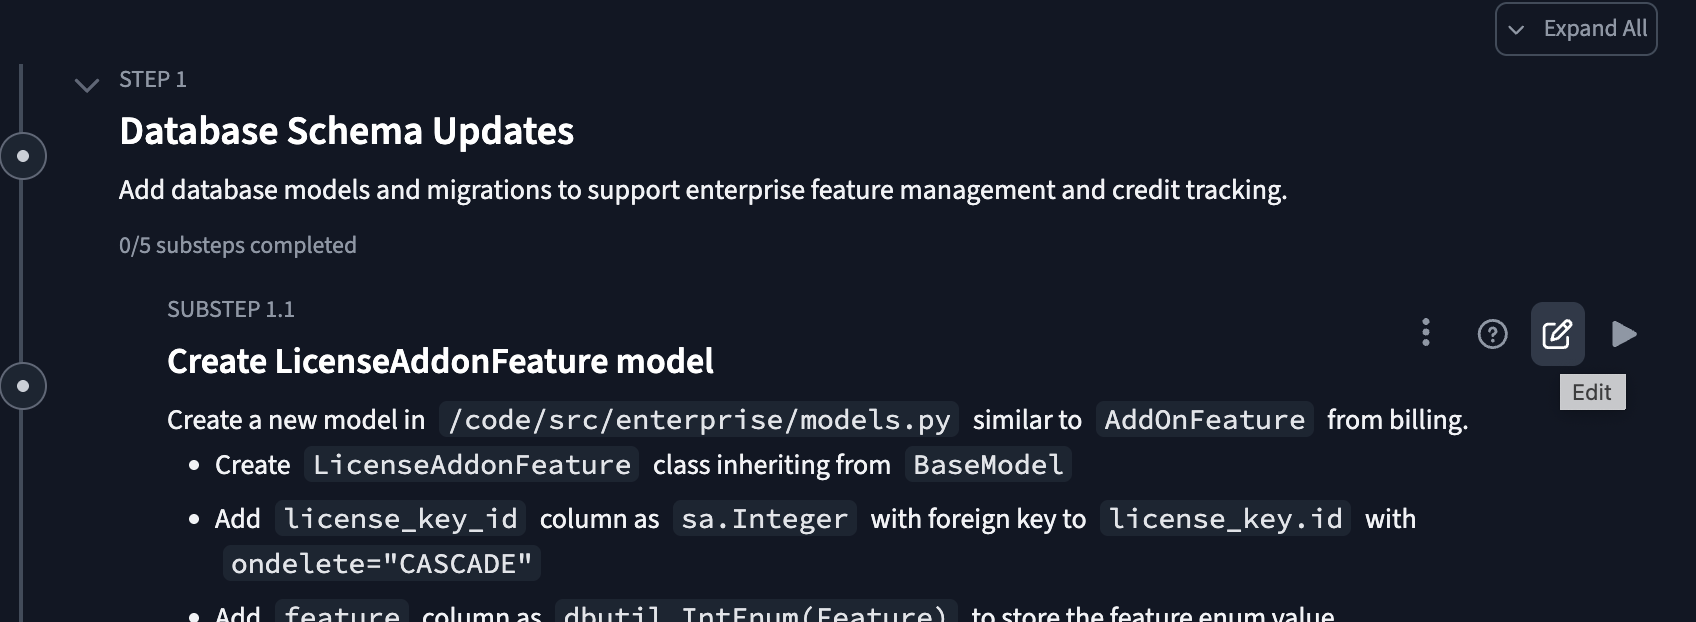 Expand All
STEP 1
Database Schema Updates
Add database models and migrations to support enterprise feature management and credit tracking.
0/5 substeps completed
SUBSTEP 1.1
Create LicenseAddonFeature model
Edit
Create a new model in /code/src/enterprise/models.py similar to AddOnFeature from billing.
• Create LicenseAddonFeature class inheriting from BaseModel
• Add license_key_id column as sa.Integer with foreign key to license_key.id with
ondelete="CASCADE"
• Add feature column as dbutil.IntEnum(Feature) to store the feature enum value